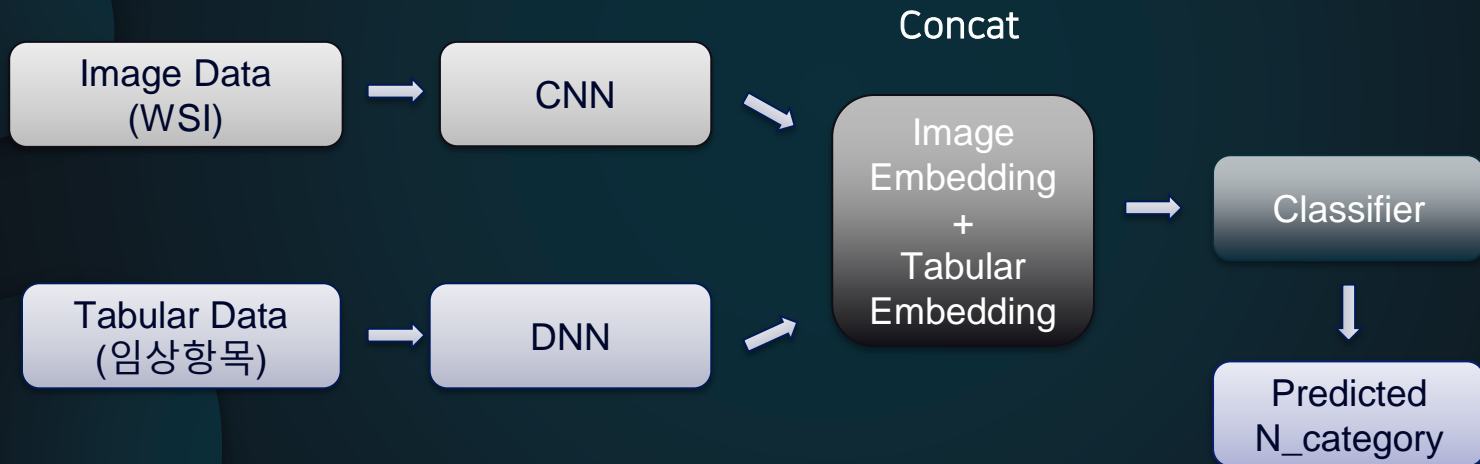 Concat
Image Data
(WSI)
CNN
Tabular Data
(임상항목)
DNN
Image
Embedding
+
Tabular
Embedding
Classifier
Predicted
N_category